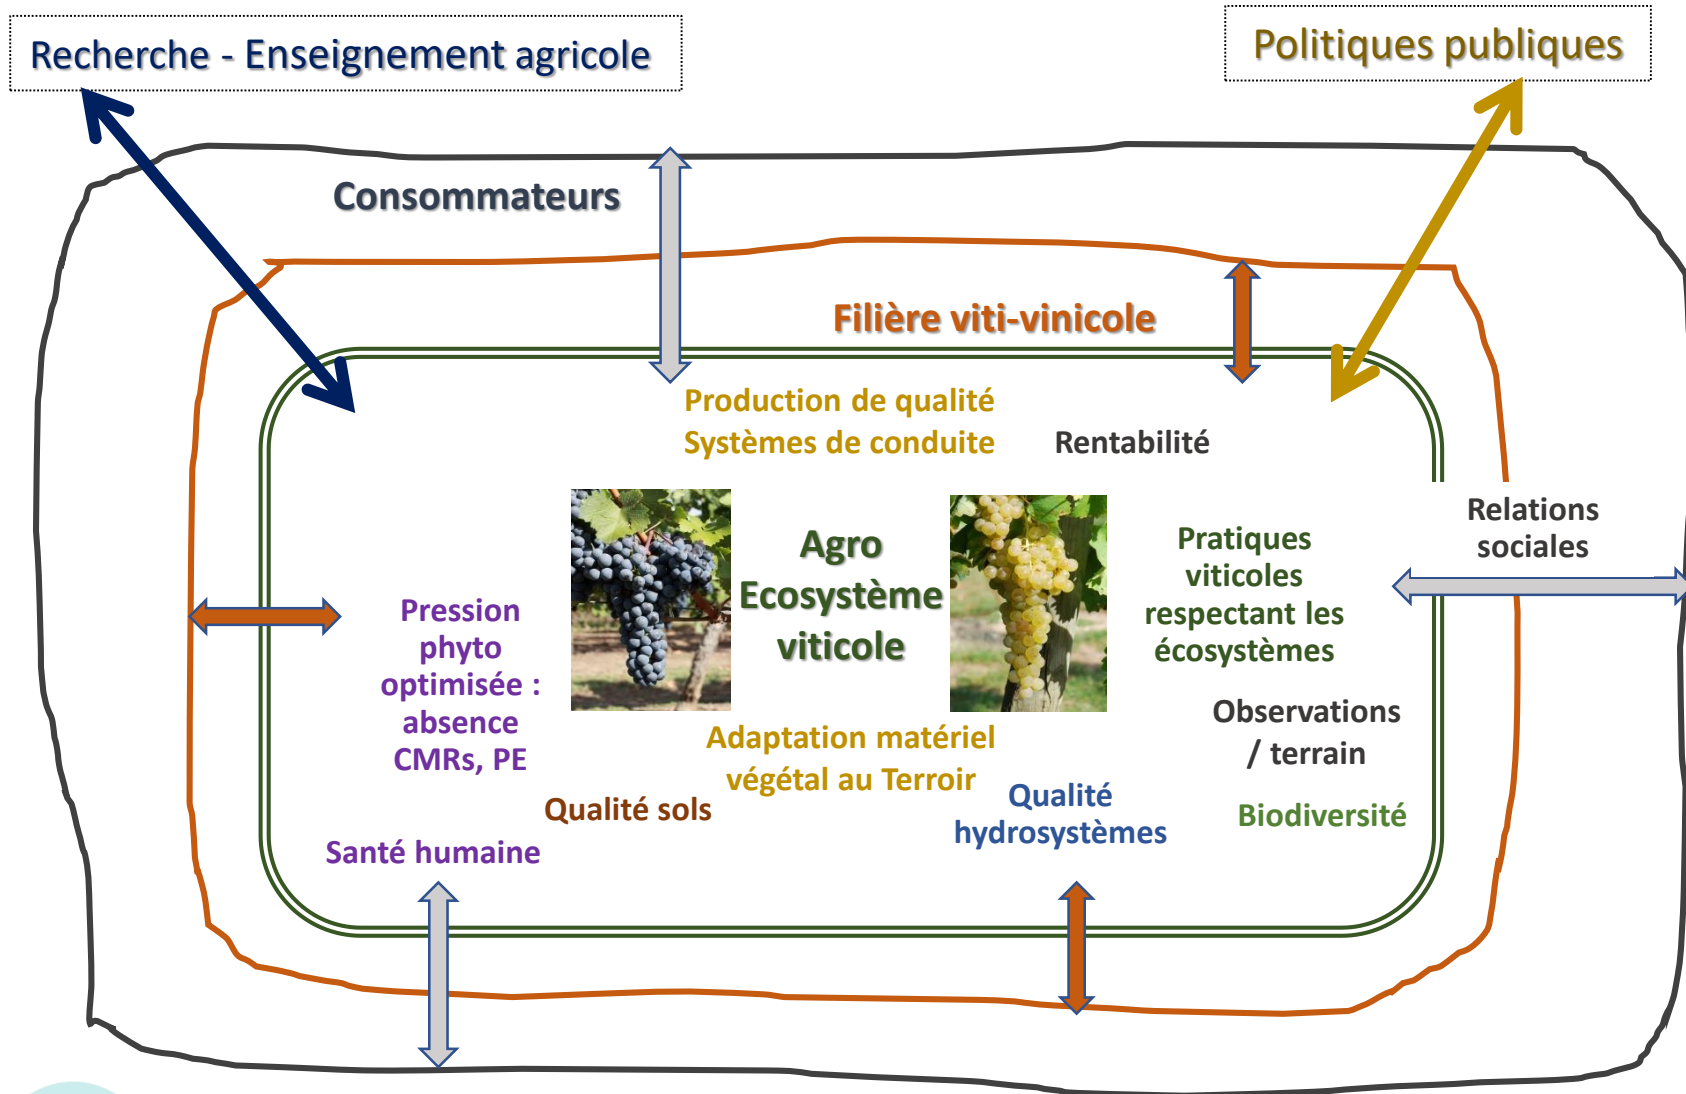 Recherche - Enseignement agricole
Politiques publiques
Consommateurs
Filière viti-vinicole
Production de qualité
Systèmes de conduite
Rentabilité
Agro
Ecosystème
viticole
Pratiques
viticoles
respectant les
écosystèmes
Relations
sociales
Pression
phyto
optimisée :
absence
CMRs, PE
Observations
/ terrain
Adaptation matériel
végétal au Terroir
Qualité sols
Qualité
hydrosystèmes
Biodiversité
Santé humaine